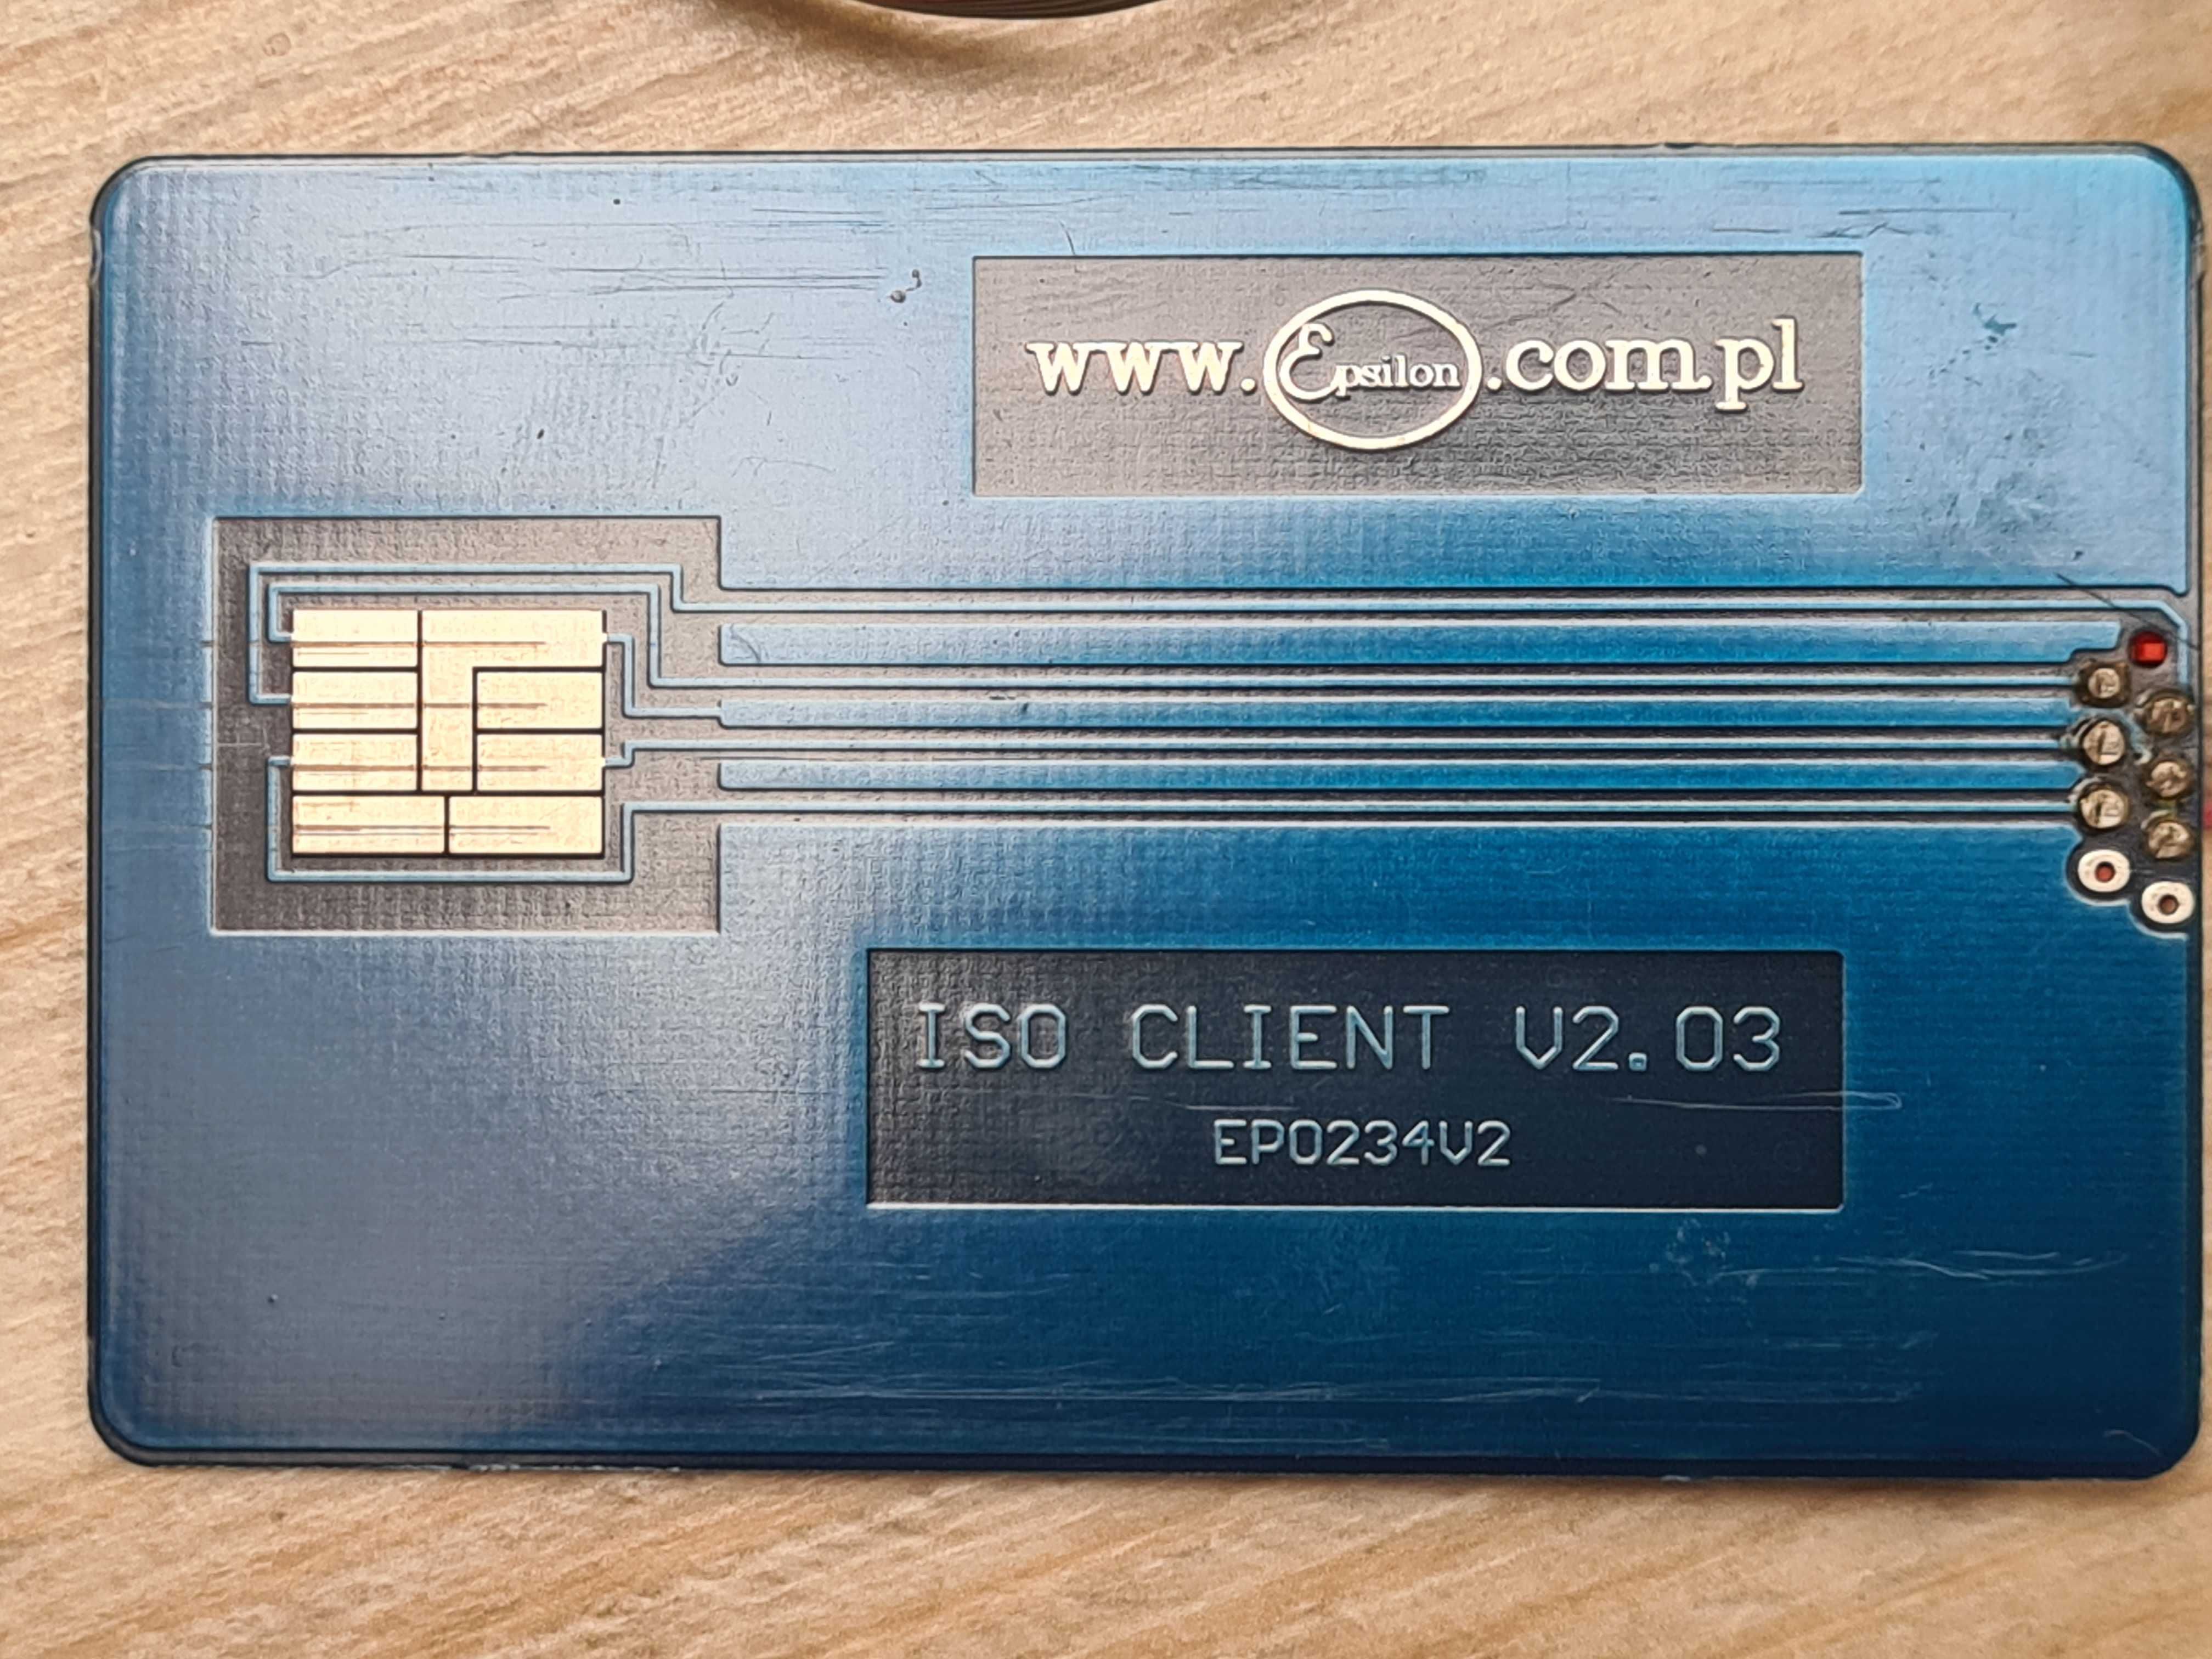 www.Epsilon.com.pl
ISO CLIENT V2.03
EP0234V2